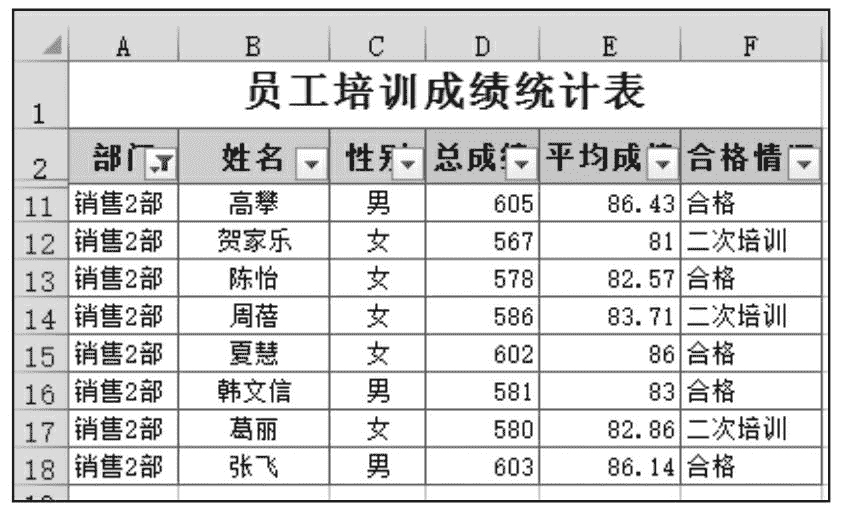 A B C D E F
1 员工培训成绩统计表
2 部门 姓名 性别 总成绩 平均成绩 合格情况
11 销售2部 高攀 男 605 86.43 合格
12 销售2部 贺家乐 女 567 81 二次培训
13 销售2部 陈怡 女 578 82.57 合格
14 销售2部 周蓓 女 586 83.71 二次培训
15 销售2部 夏慧 女 602 86 合格
16 销售2部 韩文信 男 581 83 合格
17 销售2部 葛丽 女 580 82.86 二次培训
18 销售2部 张飞 男 603 86.14 合格